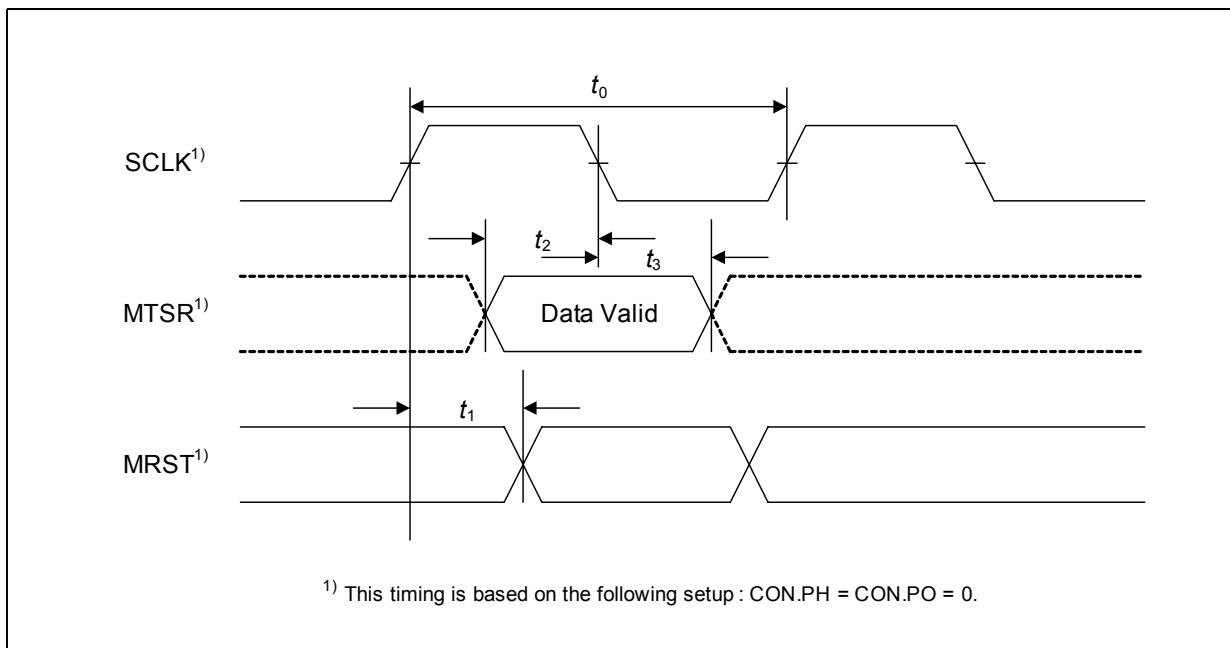 t0
SCLK1)
t2
t3
MTSR1)
Data Valid
t1
MRST1)
1) This timing is based on the following setup : CON.PH = CON.PO = 0.